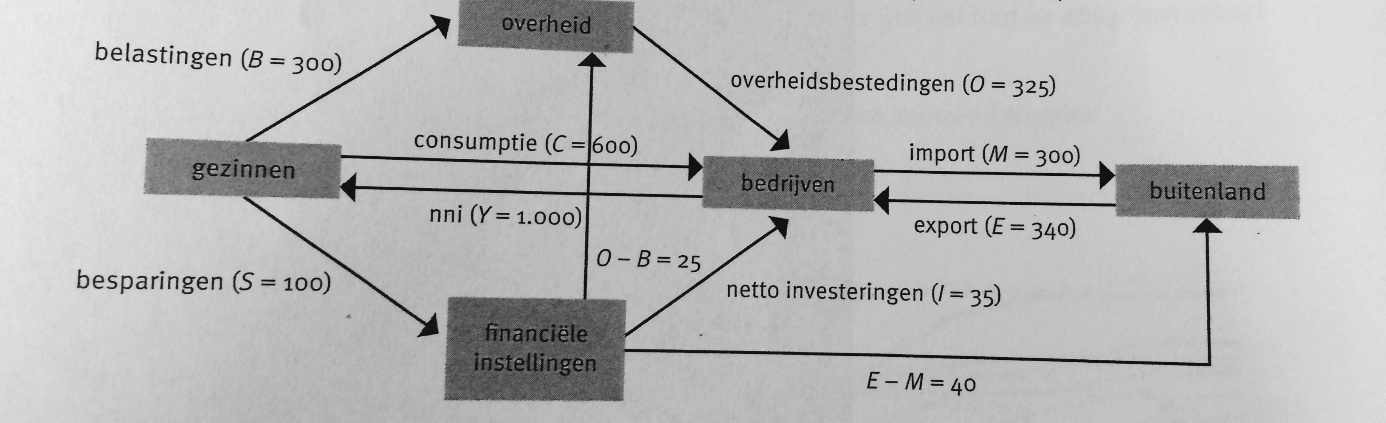 overheid
belastingen (B = 300)
overheidsbestedingen (O = 325)
consumptie (C = 600)
import (M = 300)
gezinnen
bedrijven
buitenland
nni (Y = 1.000)
export (E = 340)
O – B = 25
besparingen (S = 100)
netto investeringen (I = 35)
financiële
instellingen
E – M = 40